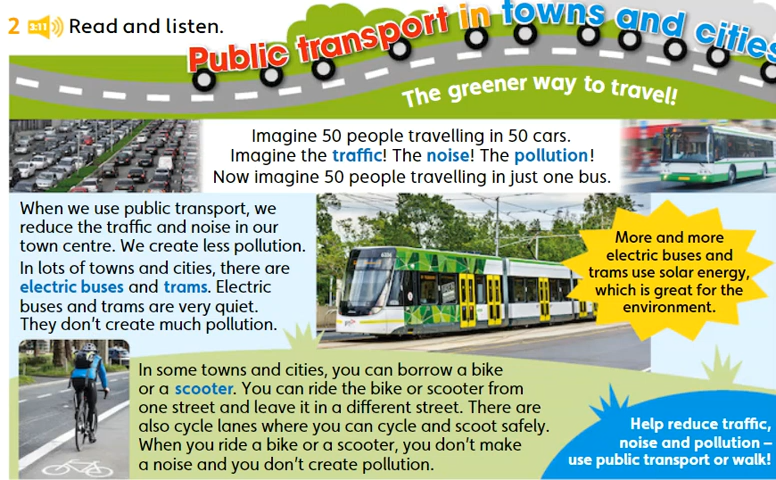 2 2:11 Read and listen.
Public transport in towns and cities
The greener way to travel!
Imagine 50 people travelling in 50 cars.
Imagine the traffic! The noise! The pollution!
Now imagine 50 people travelling in just one bus.
When we use public transport, we
reduce the traffic and noise in our
town centre. We create less pollution.
In lots of towns and cities, there are
electric buses and trams. Electric
buses and trams are very quiet.
They don't create much pollution.
More and more
electric buses and
trams use solar energy,
which is great for the
environment.
In some towns and cities, you can borrow a bike
or a scooter. You can ride the bike or scooter from
one street and leave it in a different street. There are
also cycle lanes where you can cycle and scoot safely.
When you ride a bike or a scooter, you don't make
a noise and you don't create pollution.
Help reduce traffic,
noise and pollution –
use public transport or walk!